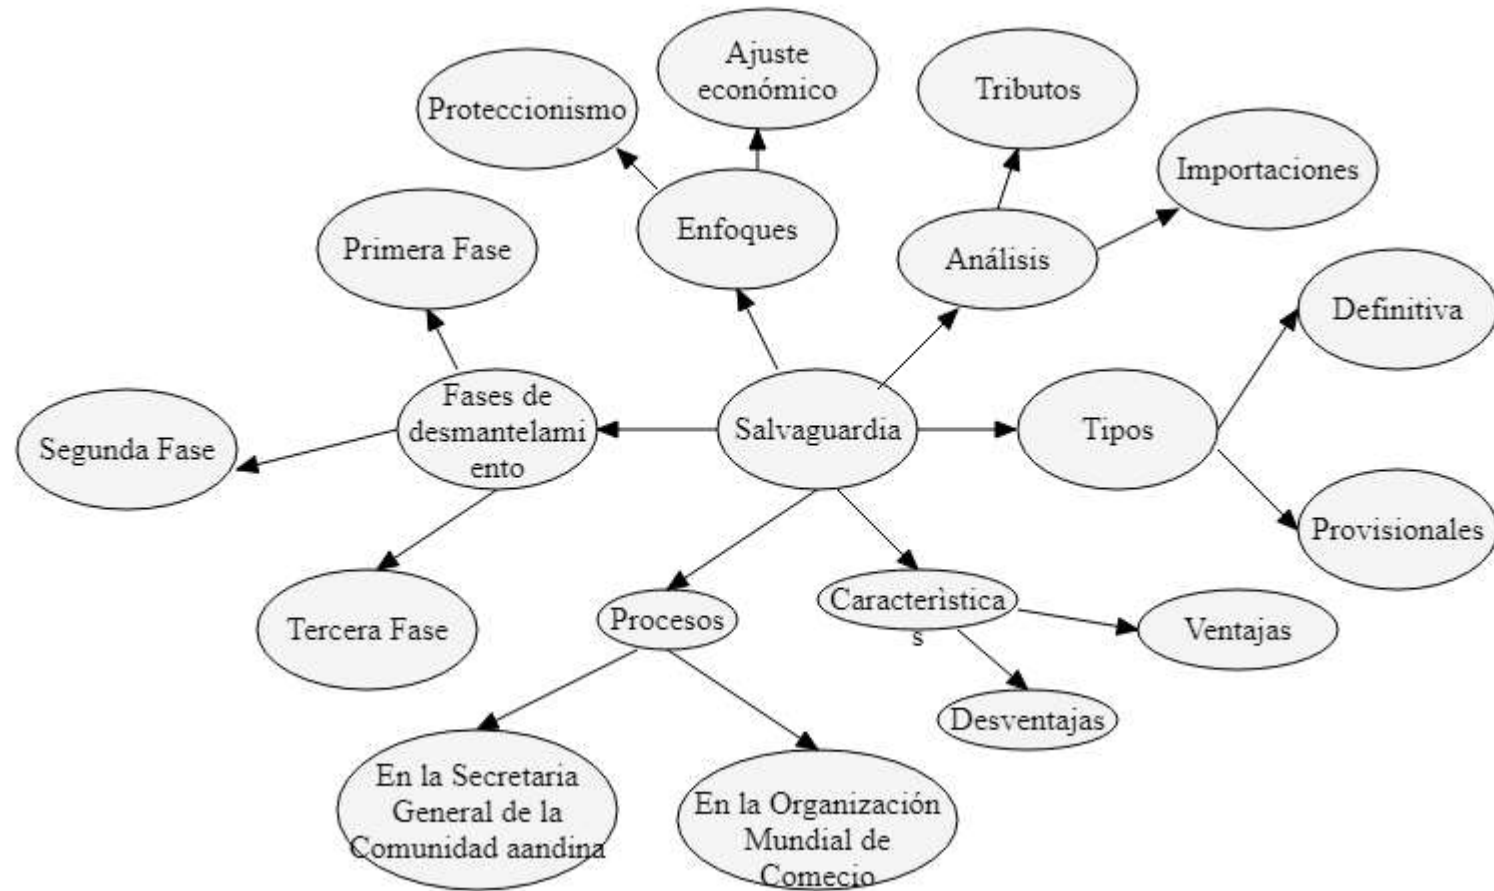 Ajuste
económico
Tributos
Proteccionismo
Importaciones
Enfoques
Primera Fase
Análisis
Definitiva
Fases de
desmantelami
ento
Salvaguardia
Tipos
Segunda Fase
Provisionales
Caracterìstica
s
Procesos
Tercera Fase
Ventajas
Desventajas
En la Secretaria
General de la
Comunidad aandina
En la Organización
Mundial de
Comecio